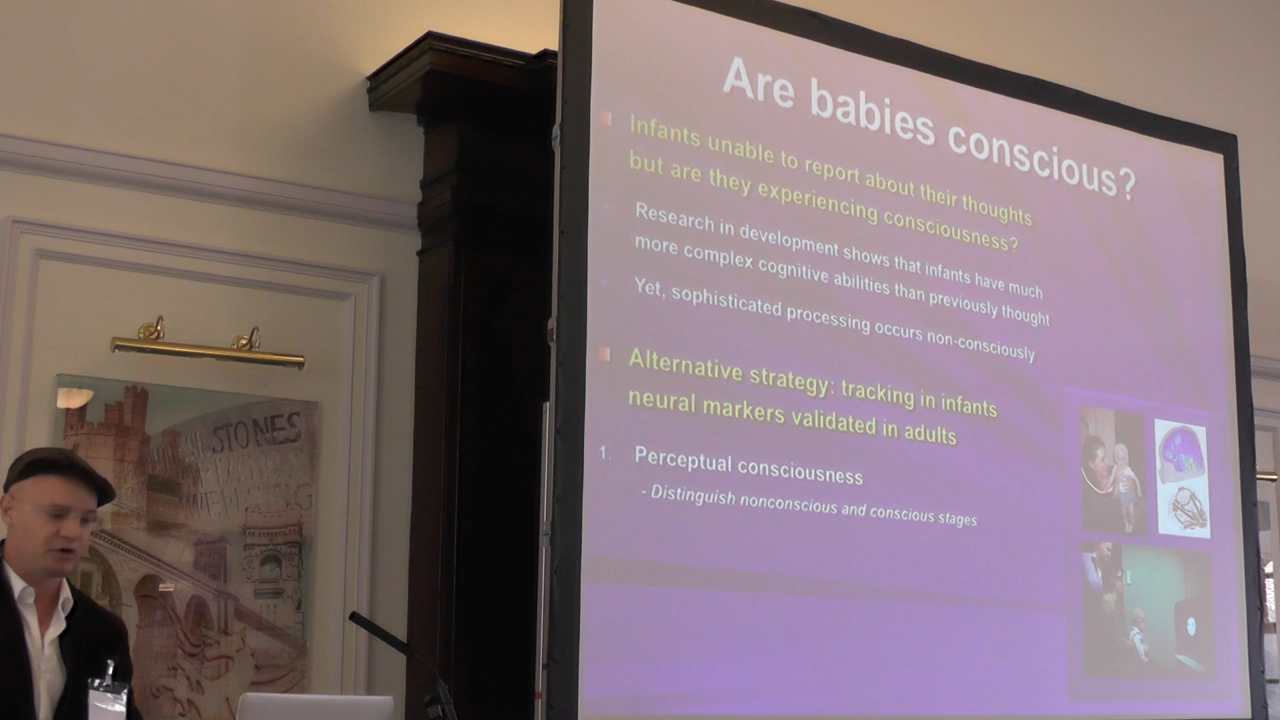 Are babies conscious?
Infants unable to report about their thoughts
but are they experiencing consciousness?
Research in development shows that infants have much
more complex cognitive abilities than previously thought
Yet, sophisticated processing occurs non-consciously
Alternative strategy: tracking in infants
neural markers validated in adults
1. Perceptual consciousness
- Distinguish nonconscious and conscious stages
STONES